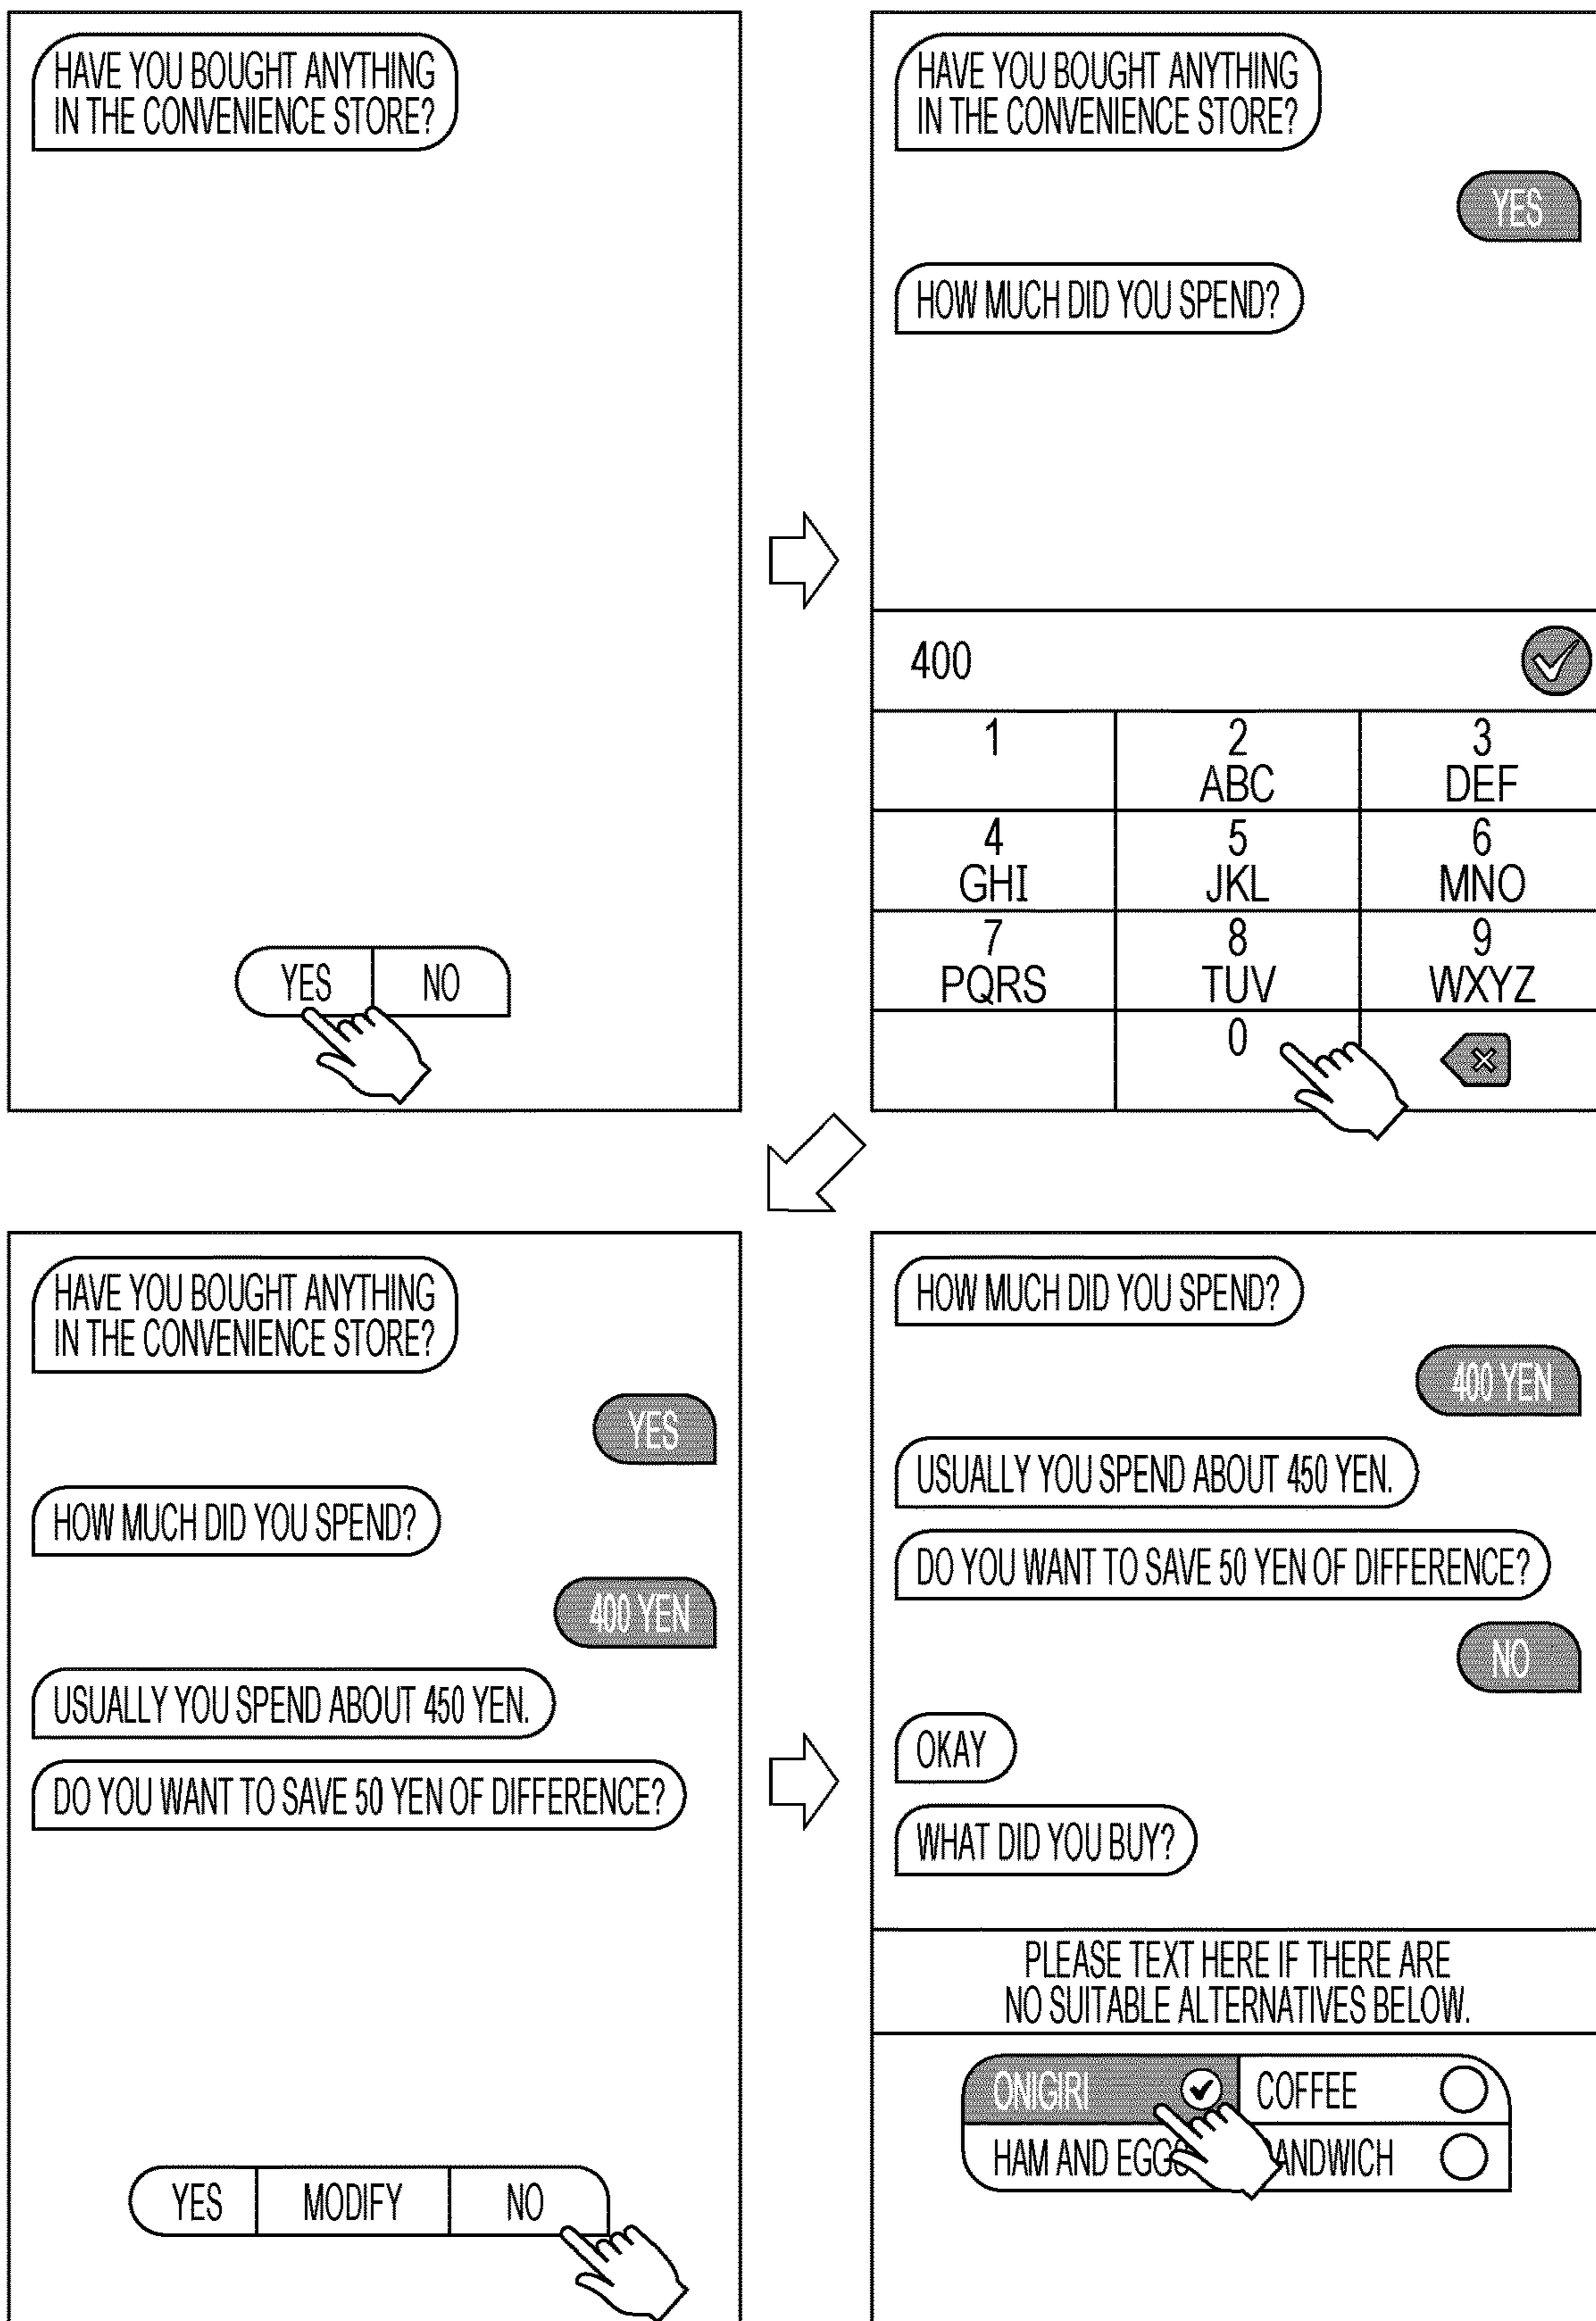 HAVE YOU BOUGHT ANYTHING
IN THE CONVENIENCE STORE?
YES
NO
HAVE YOU BOUGHT ANYTHING
IN THE CONVENIENCE STORE?
YES
HOW MUCH DID YOU SPEND?
400
1
2
3
ABC
DEF
4
5
6
GHI
JKL
MNO
7
8
9
PQRS
TUV
WXYZ
0
HAVE YOU BOUGHT ANYTHING
IN THE CONVENIENCE STORE?
YES
HOW MUCH DID YOU SPEND?
400 YEN
USUALLY YOU SPEND ABOUT 450 YEN.
DO YOU WANT TO SAVE 50 YEN OF DIFFERENCE?
YES
MODIFY
NO
HOW MUCH DID YOU SPEND?
400 YEN
USUALLY YOU SPEND ABOUT 450 YEN.
DO YOU WANT TO SAVE 50 YEN OF DIFFERENCE?
NO
OKAY
WHAT DID YOU BUY?
PLEASE TEXT HERE IF THERE ARE
NO SUITABLE ALTERNATIVES BELOW.
ONIGIRI
COFFEE
HAM AND EGGS
ANDWICH